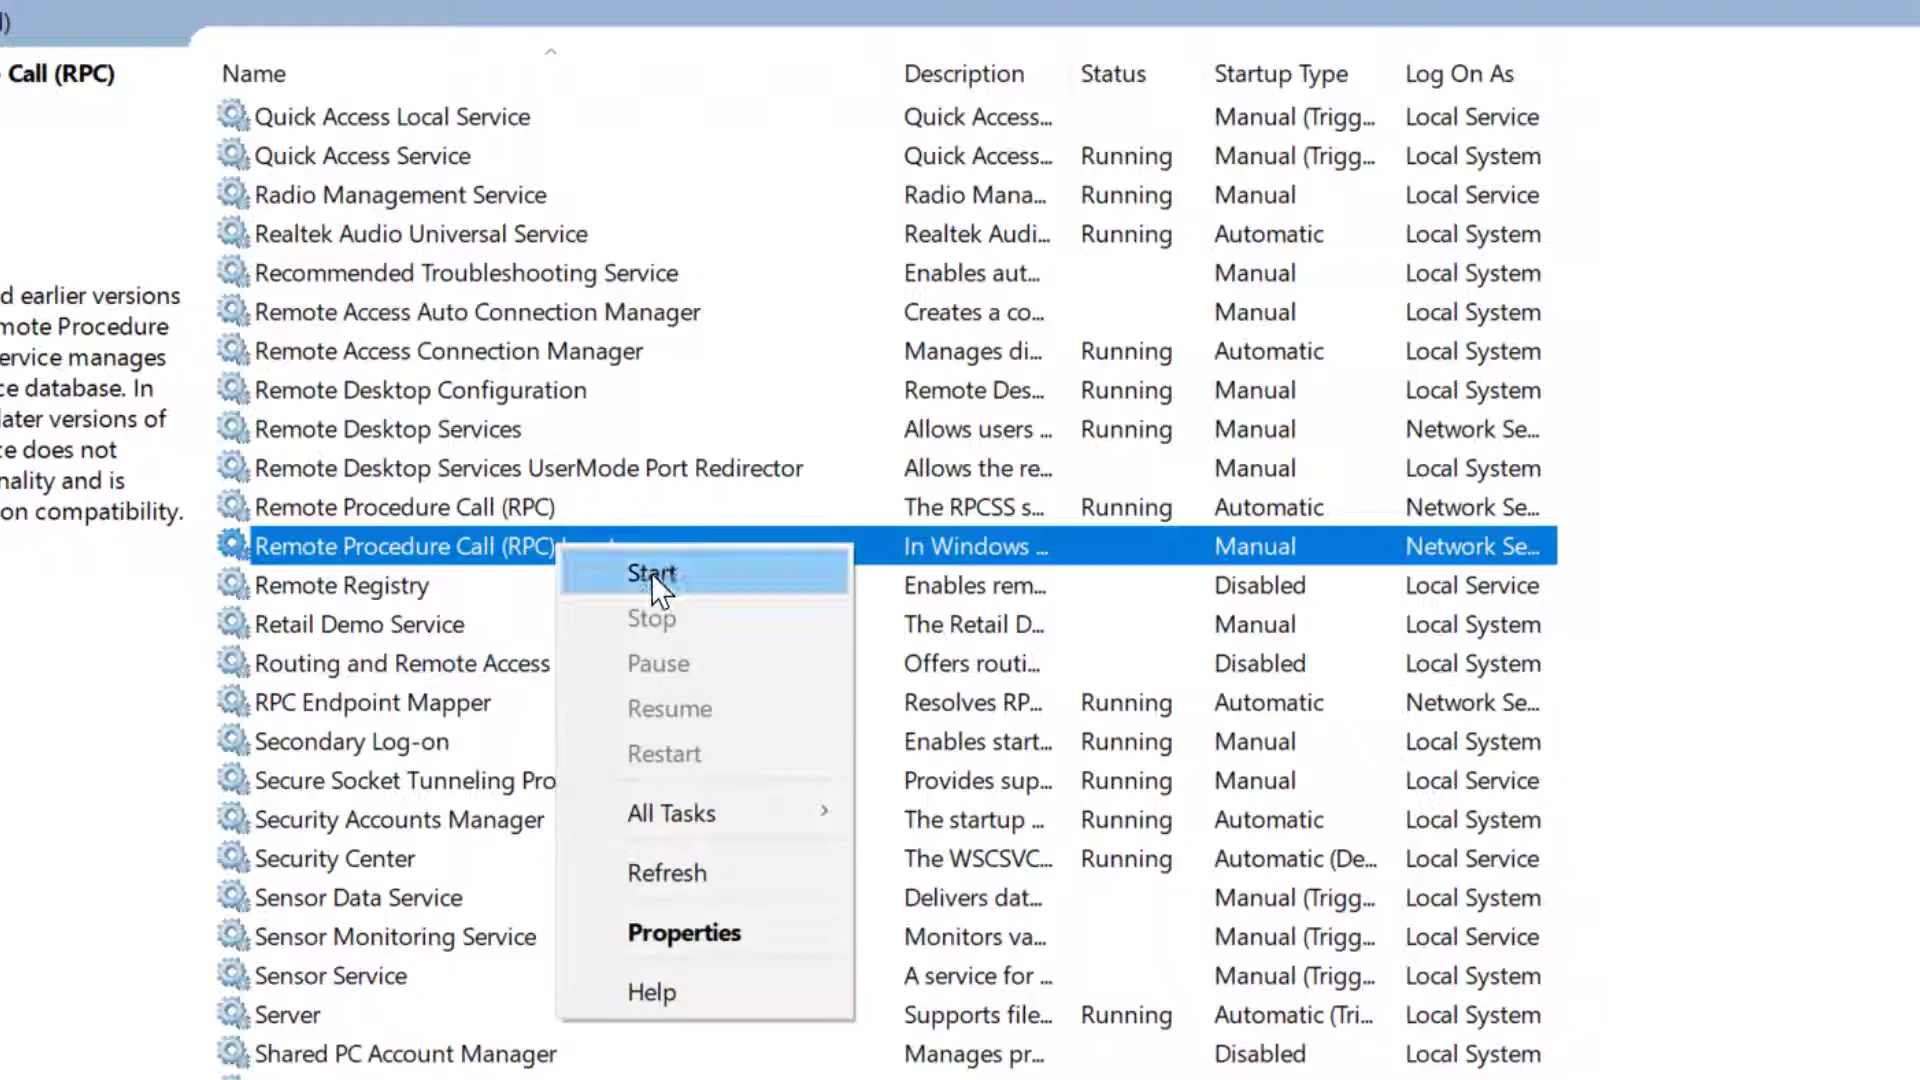 Call (RPC)
d earlier versions
mote Procedure
ervice manages
ce database. In
later versions of
ce does not
nality and is
on compatibility.
Name Description Status Startup Type Log On As
Quick Access Local Service Quick Access... Manual (Trigg... Local Service
Quick Access Service Quick Access... Running Manual (Trigg... Local System
Radio Management Service Radio Mana... Running Manual Local Service
Realtek Audio Universal Service Realtek Audi... Running Automatic Local System
Recommended Troubleshooting Service Enables aut... Manual Local System
Remote Access Auto Connection Manager Creates a co... Manual Local System
Remote Access Connection Manager Manages di... Running Automatic Local System
Remote Desktop Configuration Remote Des... Running Manual Local System
Remote Desktop Services Allows users ... Running Manual Network Se...
Remote Desktop Services UserMode Port Redirector Allows the re... Manual Local System
Remote Procedure Call (RPC) The RPCSS s... Running Automatic Network Se...
Remote Procedure Call (RPC) In Windows ... Manual Network Se...
Remote Registry Enables rem... Disabled Local Service
Retail Demo Service The Retail D... Manual Local System
Routing and Remote Access Offers routi... Disabled Local System
RPC Endpoint Mapper Resolves RP... Running Automatic Network Se...
Secondary Log-on Enables start... Running Manual Local System
Secure Socket Tunneling Pro Provides sup... Running Manual Local Service
Security Accounts Manager The startup ... Running Automatic Local System
Security Center The WSCSVC... Running Automatic (De... Local Service
Sensor Data Service Delivers dat... Manual (Trigg... Local System
Sensor Monitoring Service Monitors va... Manual (Trigg... Local Service
Sensor Service A service for ... Manual (Trigg... Local System
Server Supports file... Running Automatic (Tri... Local System
Shared PC Account Manager Manages pr... Disabled Local System
Start
Stop
Pause
Resume
Restart
All Tasks
Refresh
Properties
Help